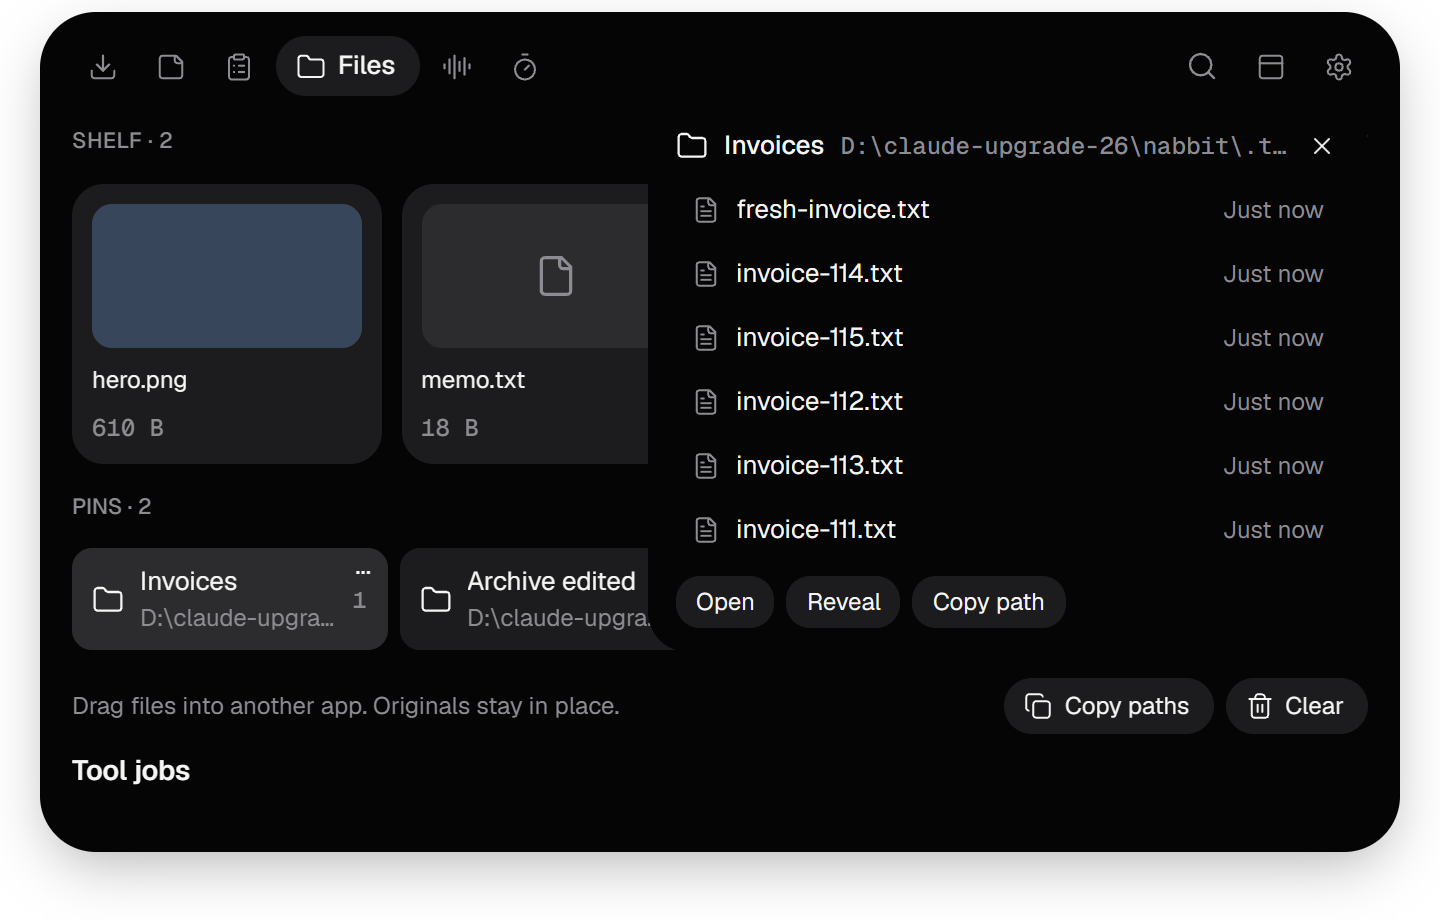 Files
SHELF · 2
hero.png
610 B
memo.txt
18 B
PINS · 2
Invoices
D:\claude-upgra...
1
Archive edited
D:\claude-upgra.
Invoices D:\claude-upgrade-26\nabbit\.t...
fresh-invoice.txt Just now
invoice-114.txt Just now
invoice-115.txt Just now
invoice-112.txt Just now
invoice-113.txt Just now
invoice-111.txt Just now
Open Reveal Copy path
Drag files into another app. Originals stay in place.
Copy paths Clear
Tool jobs